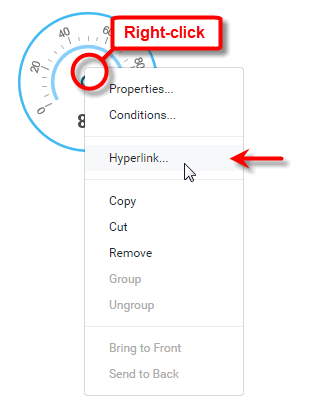 Right-click
0
20
40
60
80
8
Properties...
Conditions...
Hyperlink...
Copy
Cut
Remove
Group
Ungroup
Bring to Front
Send to Back